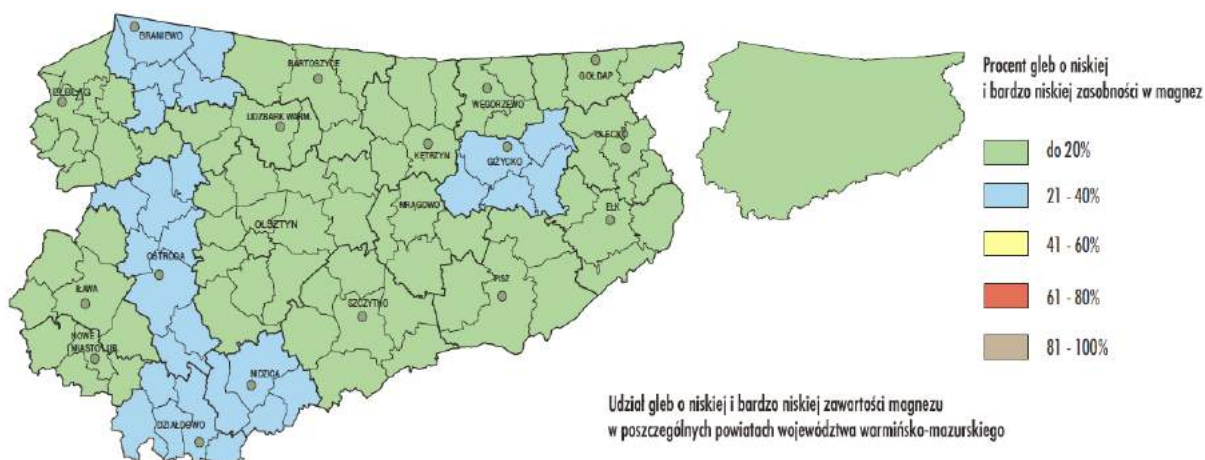 BRANIEWO
BARTOSZYCE
GOŁDAP
ELBLĄG
WĘGORZEWO
LIDZBARK WARM.
OLECKO
KĘTRZYN
GIŻYCKO
MRĄGOWO
EŁK
OLSZTYN
OSTRÓDA
PISZ
IŁAWA
SZCZYTNO
NOWE
MIASTO LUB.
NIDZICA
DZIAŁDOWO
Procent gleb o niskiej
i bardzo niskiej zasobności w magnez
do 20%
21 - 40%
41 - 60%
61 - 80%
81 - 100%
Udział gleb o niskiej i bardzo niskiej zawartości magnezu
w poszczególnych powiatach województwa warmińsko-mazurskiego